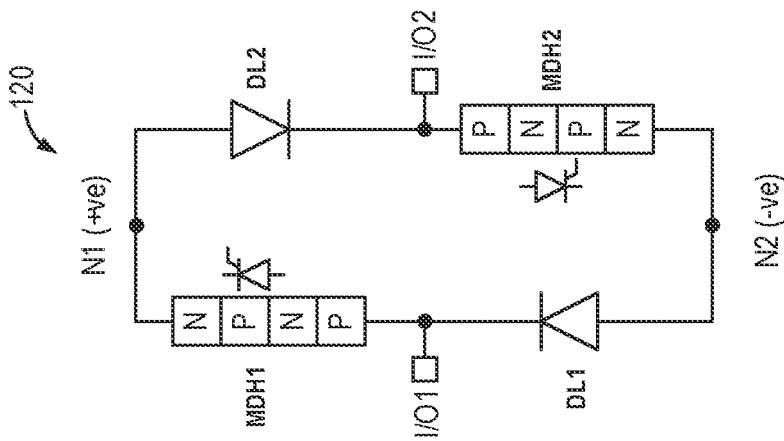 120
N1 (+ve)
DL2
I/O2
MDH2
P
N
P
N
N
P
N
P
MDH1
I/O1
DL1
N2 (-ve)